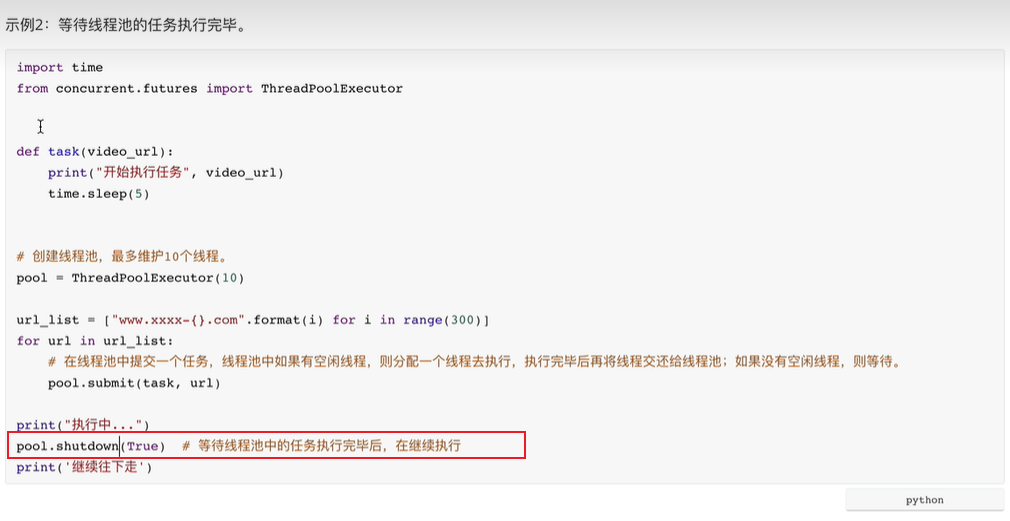 示例2：等待线程池的任务执行完毕。
import time
from concurrent.futures import ThreadPoolExecutor
def task(video_url):
    print("开始执行任务", video_url)
    time.sleep(5)
# 创建线程池，最多维护10个线程。
pool = ThreadPoolExecutor(10)
url_list = ["www.xxxx-{}.com".format(i) for i in range(300)]
for url in url_list:
    # 在线程池中提交一个任务，线程池中如果有空闲线程，则分配一个线程去执行，执行完毕后再将线程交还给线程池；如果没有空闲线程，则等待。
    pool.submit(task, url)
print("执行中...")
pool.shutdown(True)  # 等待线程池中的任务执行完毕后，在继续执行
print('继续往下走')
python